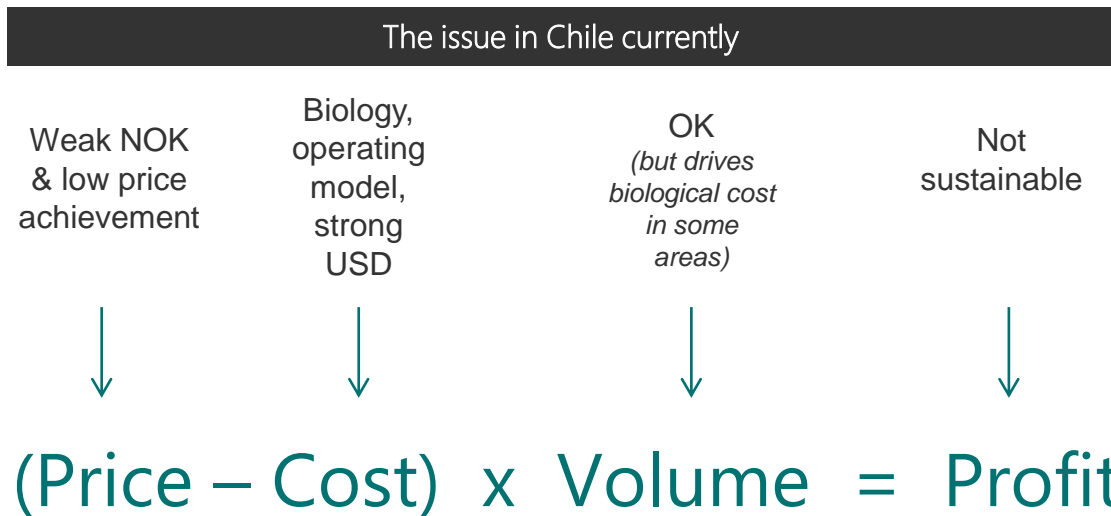 The issue in Chile currently
Weak NOK
& low price
achievement
Biology,
operating
model,
strong
USD
OK
(but drives
biological cost
in some
areas)
Not
sustainable
(Price – Cost) x Volume = Profit